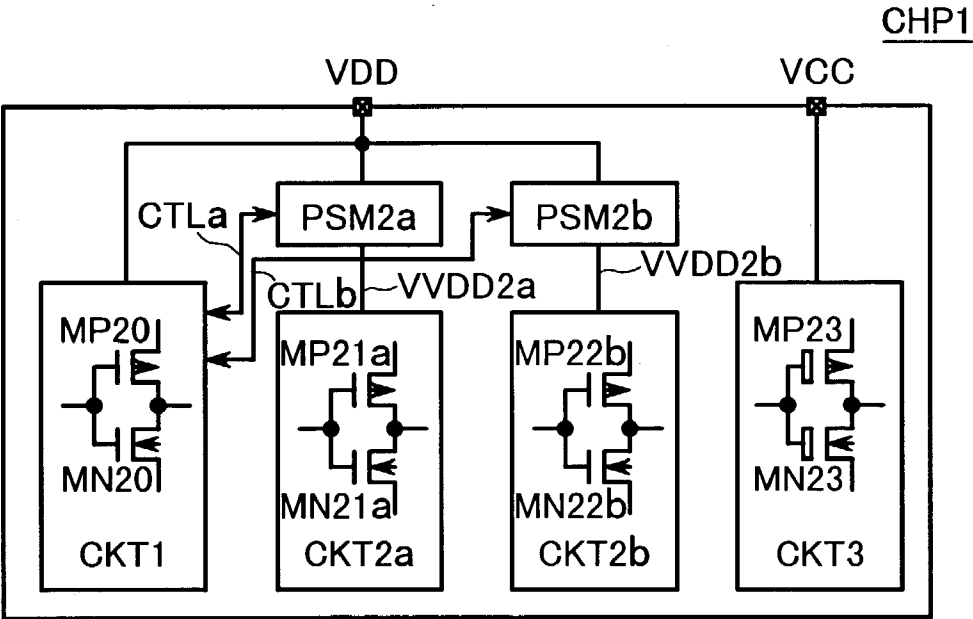 CHP1
VDD
VCC
CTLa
PSM2a
PSM2b
CTLb
VVDD2a
VVDD2b
MP20
MN20
CKT1
MP21a
MN21a
CKT2a
MP22b
MN22b
CKT2b
MP23
MN23
CKT3